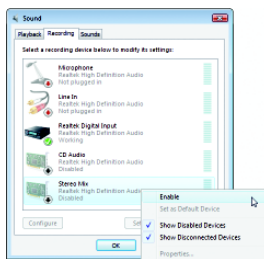 Sound
Playback Recording Sounds
Select a recording device below to modify its settings:
Microphone
Realtek High Definition Audio
Not plugged in
Line In
Realtek High Definition Audio
Not plugged in
Realtek Digital Input
Realtek High Definition Audio
Working
CD Audio
Realtek High Definition Audio
Disabled
Stereo Mix
Realtek High Definition Audio
Disabled
Enable
Set as Default Device
Show Disabled Devices
Show Disconnected Devices
Properties...
Configure
Set
OK